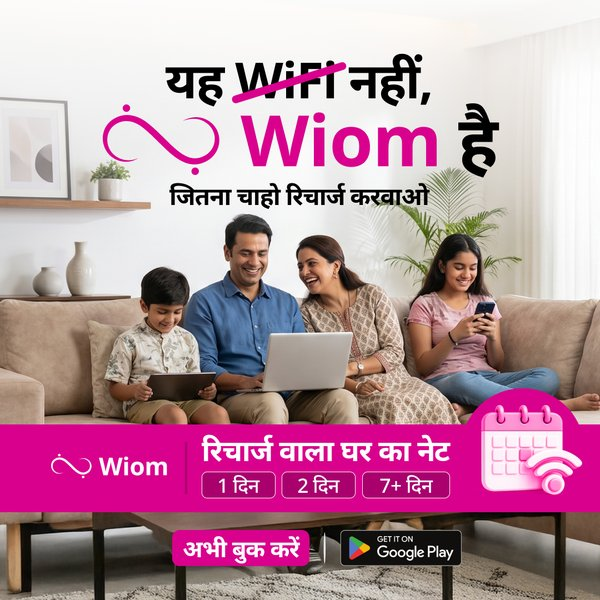 यह WiFi नहीं,
Wiom है
जितना चाहो रिचार्ज करवाओ
Wiom
रिचार्ज वाला घर का नेट
1 दिन
2 दिन
7+ दिन
अभी बुक करें
GET IT ON
Google Play